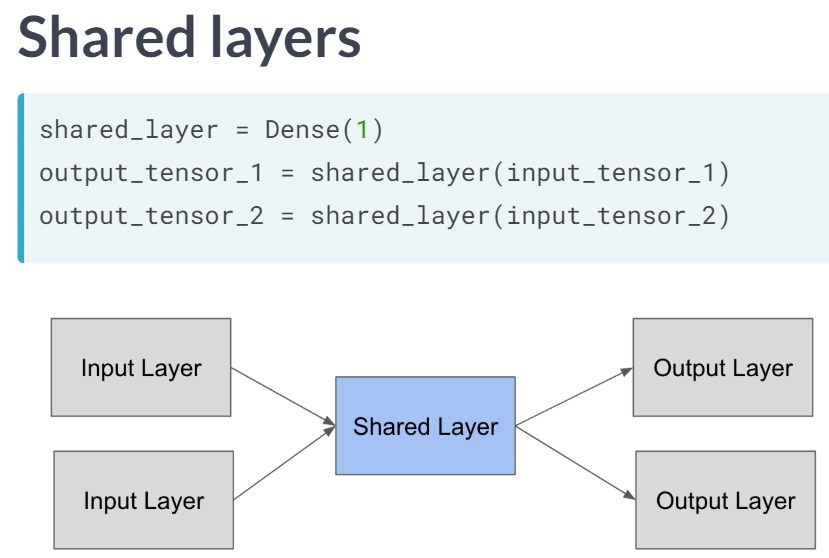 Shared layers
shared_layer = Dense(1)
output_tensor_1 = shared_layer(input_tensor_1)
output_tensor_2 = shared_layer(input_tensor_2)
Input Layer
Output Layer
Shared Layer
Input Layer
Output Layer